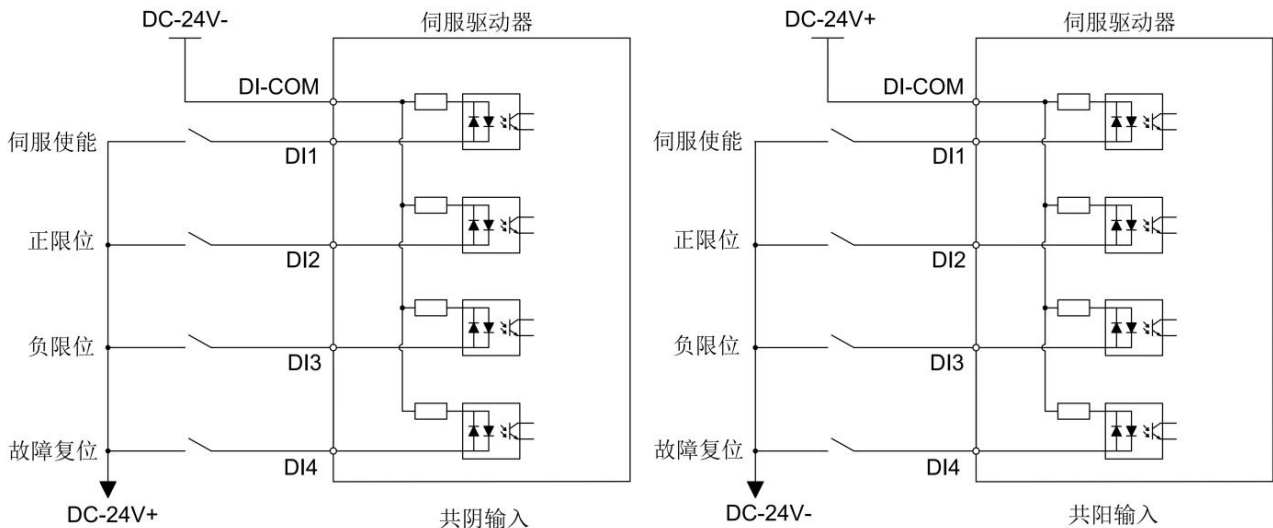 DC-24V-
伺服驱动器
DI-COM
伺服使能
DI1
正限位
DI2
负限位
DI3
故障复位
DI4
DC-24V+
共阴输入
DC-24V+
伺服驱动器
DI-COM
伺服使能
DI1
正限位
DI2
负限位
DI3
故障复位
DI4
DC-24V-
共阳输入